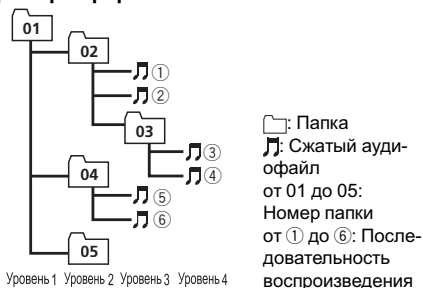 01
02
①
②
03
③
④
04
⑤
⑥
05
Уровень 1 Уровень 2 Уровень 3 Уровень 4
: Папка
: Сжатый ауди-
офайл
от 01 до 05:
Номер папки
от ① до ⑥: После-
довательность
воспроизведения